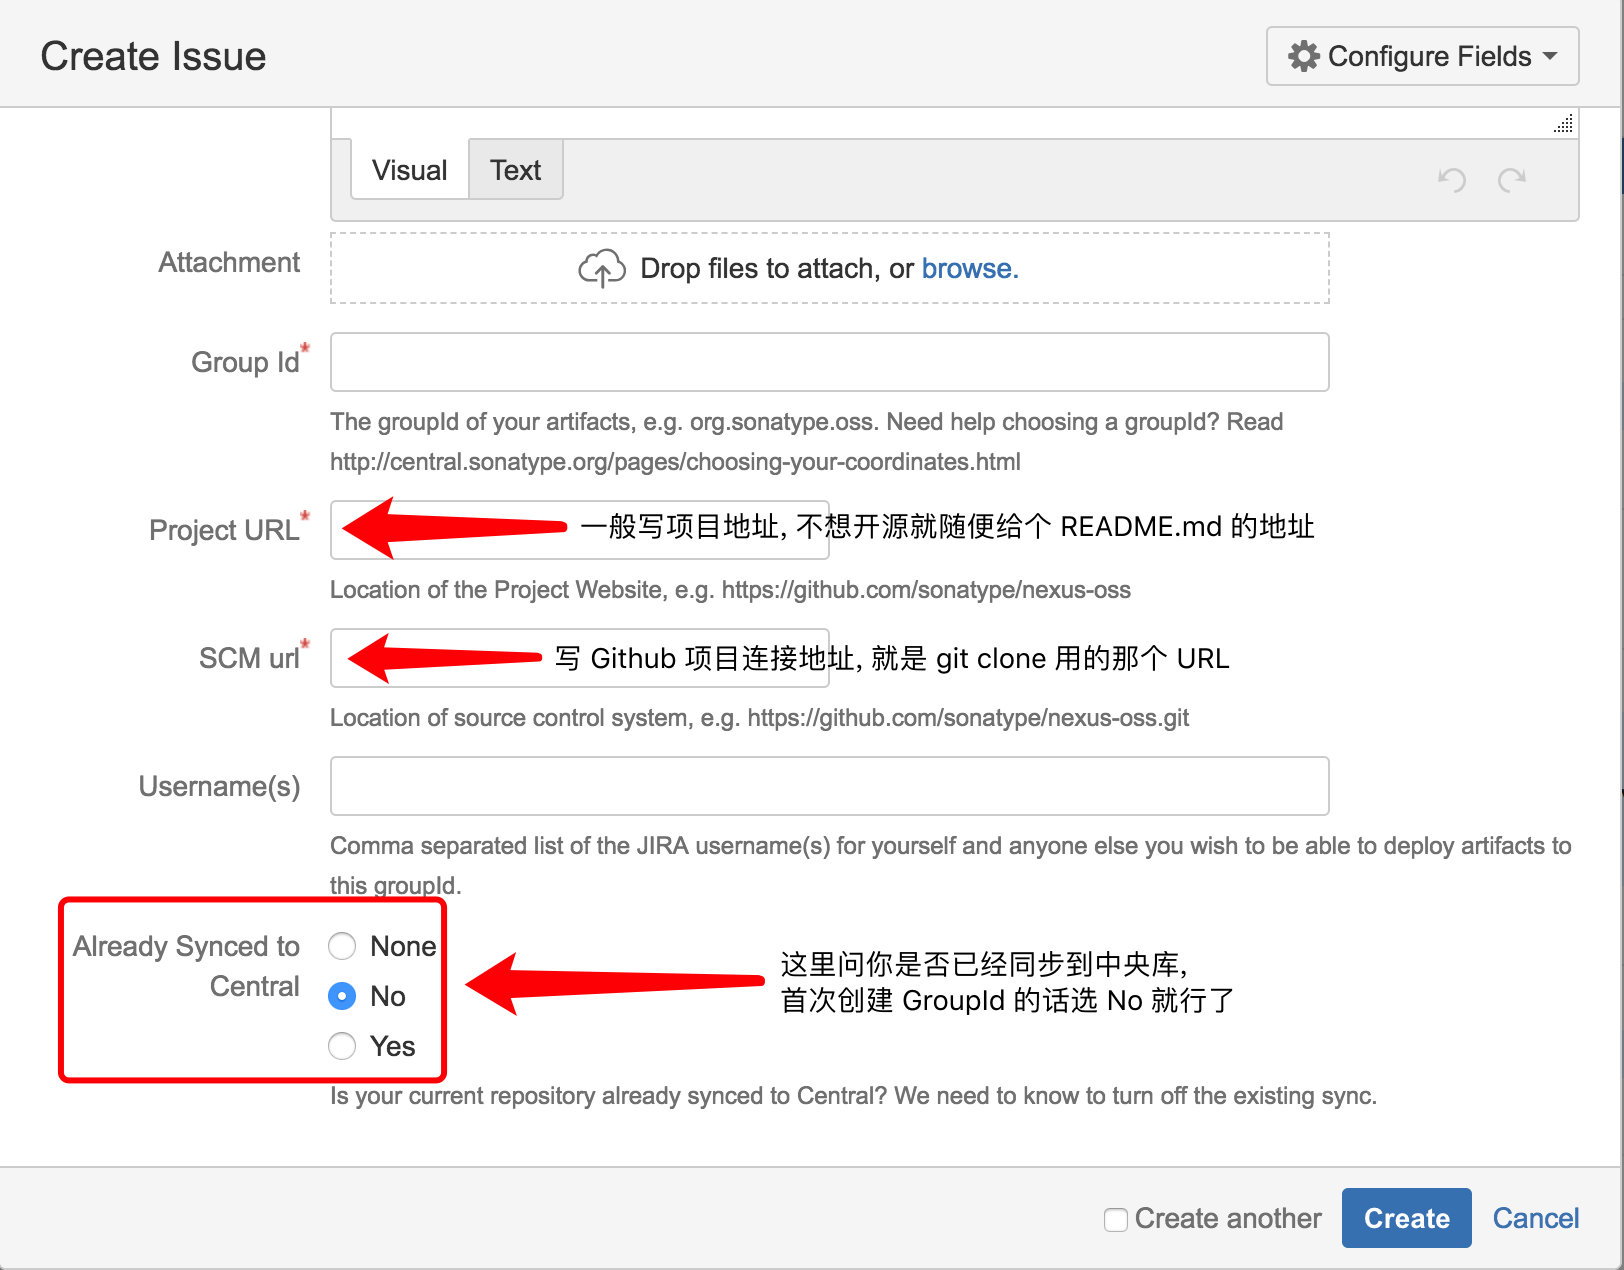 Create Issue
Configure Fields
Visual
Text
Attachment
Drop files to attach, or browse.
Group Id*
The groupId of your artifacts, e.g. org.sonatype.oss. Need help choosing a groupId? Read
http://central.sonatype.org/pages/choosing-your-coordinates.html
Project URL*
一般写项目地址, 不想开源就随便给个 README.md 的地址
Location of the Project Website, e.g. https://github.com/sonatype/nexus-oss
SCM url*
写 Github 项目连接地址, 就是 git clone 用的那个 URL
Location of source control system, e.g. https://github.com/sonatype/nexus-oss.git
Username(s)
Comma separated list of the JIRA username(s) for yourself and anyone else you wish to be able to deploy artifacts to
this groupId.
Already Synced to
Central
None
No
Yes
这里问你是否已经同步到中央库,
首次创建 GroupId 的话选 No 就行了
Is your current repository already synced to Central? We need to know to turn off the existing sync.
Create another
Create
Cancel